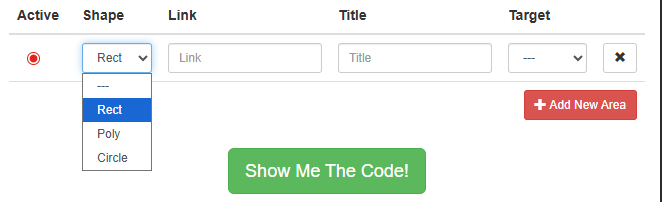 Active Shape Link Title Target
Rect Link Title --- ✖
---
Rect
Poly
Circle
✚ Add New Area
Show Me The Code!